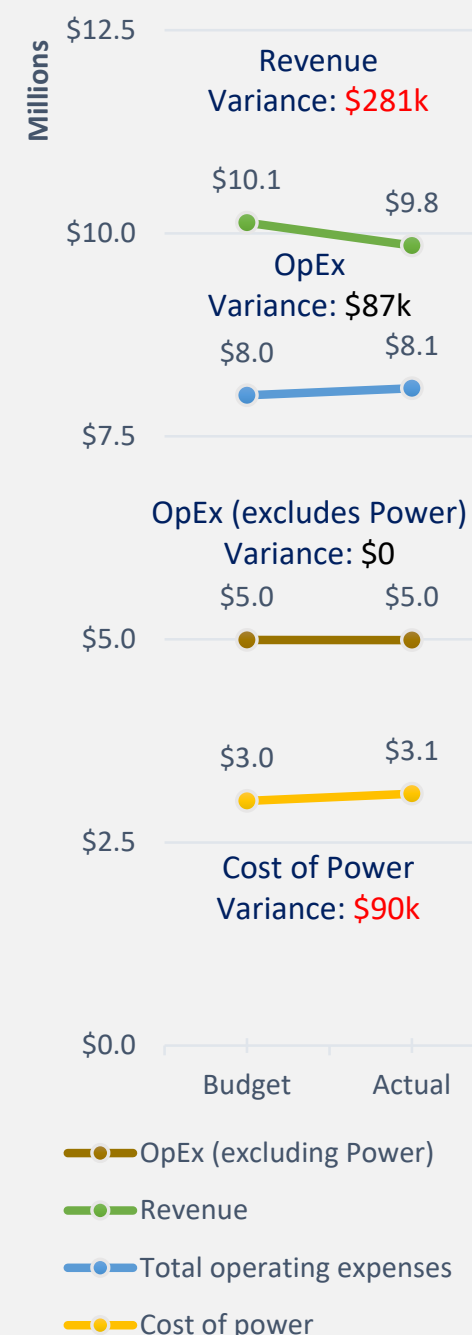 Millions
$12.5
Revenue
Variance: $281k
$10.1
$9.8
$10.0
OpEx
Variance: $87k
$8.0
$8.1
$7.5
OpEx (excludes Power)
Variance: $0
$5.0
$5.0
$5.0
$3.0
$3.1
$2.5
Cost of Power
Variance: $90k
$0.0
Budget
Actual
OpEx (excluding Power)
Revenue
Total operating expenses
Cost of power